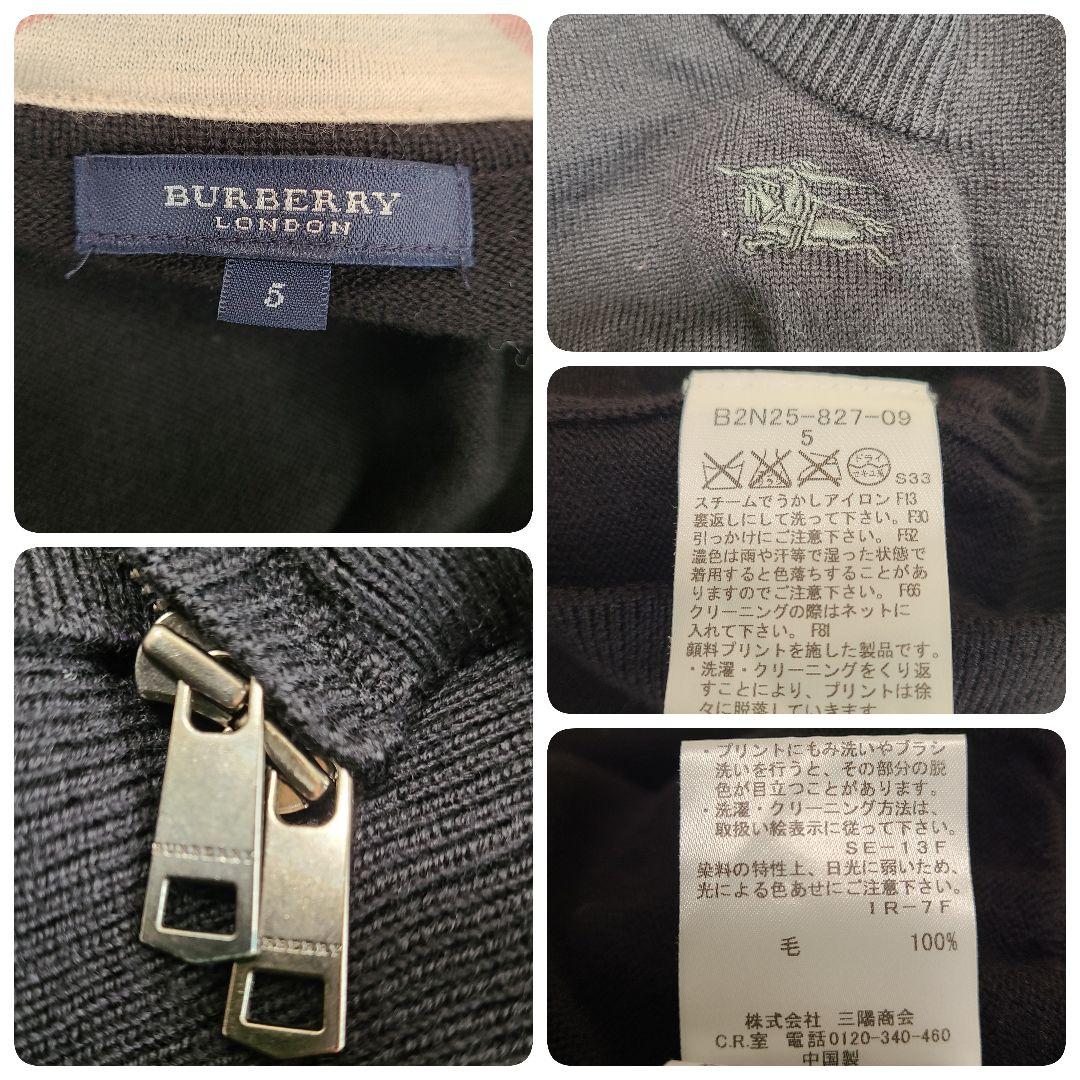 BURBERRY
LONDON
5
B2N25-827-09
5
ドライ
S33
スチームでうかしアイロン F13
裏返しにして洗って下さい。F30
引っかけにご注意下さい。 F52
濃色は雨や汗等で湿った状態で
着用すると色落ちすることがあ
りますのでご注意下さい。 F66
クリーニングの際はネットに
入れて下さい。 F81
顔料プリントを施した製品です。
・洗濯・クリーニングをくり返
すことにより、プリントは徐
々に脱落していきます
BURBERRY
BURBERRY
・プリントにもみ洗いやブラシ
洗いを行うと、その部分の脱
色が目立つことがあります。
・洗濯・クリーニング方法は、
取扱い絵表示に従って下さい。
SE-13F
染料の特性上、日光に弱いため、
光による色あせにご注意下さい。
IR-7F
毛 100%
株式会社 三陽商会
C.R.室 電話0120-340-460
中国製